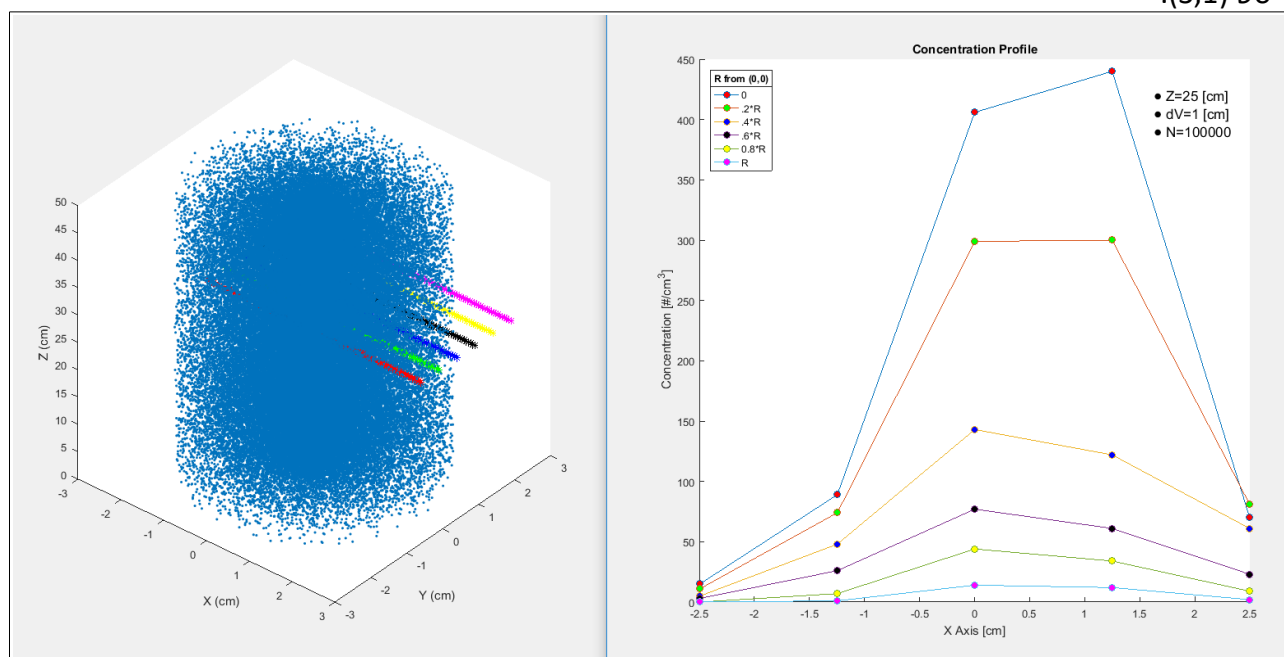 Concentration Profile
50
45
40
35
30
25
20
15
10
5
0
Z (cm)
-3
-2
-1
0
1
2
3
X (cm)
-3
-2
-1
0
1
2
3
Y (cm)
450
400
350
300
250
200
150
100
50
0
Concentration [#/cm³]
R from (0,0)
0
.2*R
.4*R
.6*R
0.8*R
R
Z=25 [cm]
dV=1 [cm]
N=100000
-2.5 -2 -1.5 -1 -0.5 0 0.5 1 1.5 2 2.5
X Axis [cm]